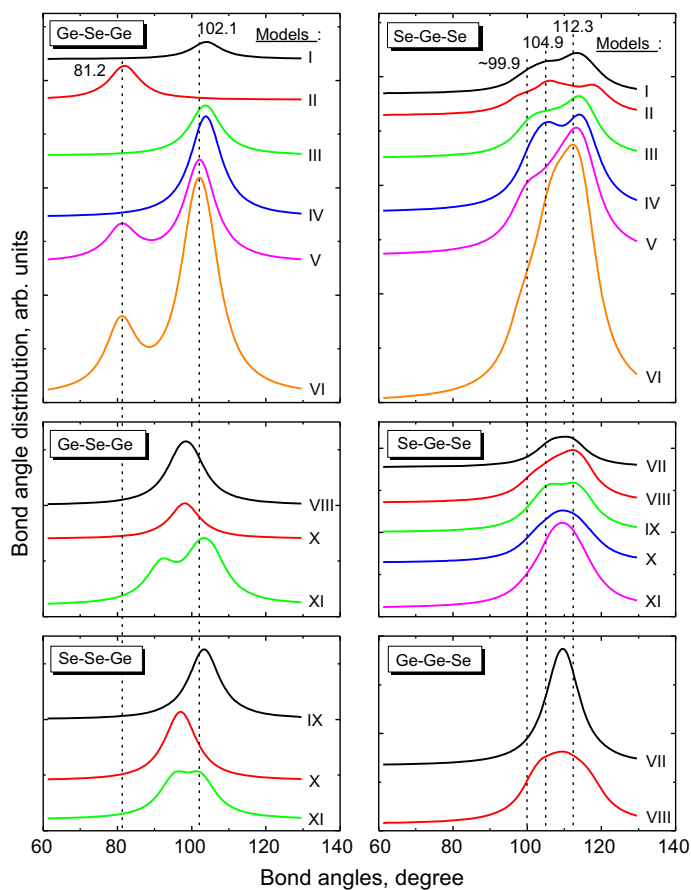 Bond angle distribution, arb. units
Ge-Se-Ge
102.1
Models :
81.2
I
II
III
IV
V
VI
Se-Ge-Se
112.3
104.9
Models :
~99.9
I
II
III
IV
V
VI
Ge-Se-Ge
VIII
X
XI
Se-Ge-Se
VII
VIII
IX
X
XI
Se-Se-Ge
IX
X
XI
60 80 100 120 140
Ge-Ge-Se
VII
VIII
80 100 120 140
Bond angles, degree